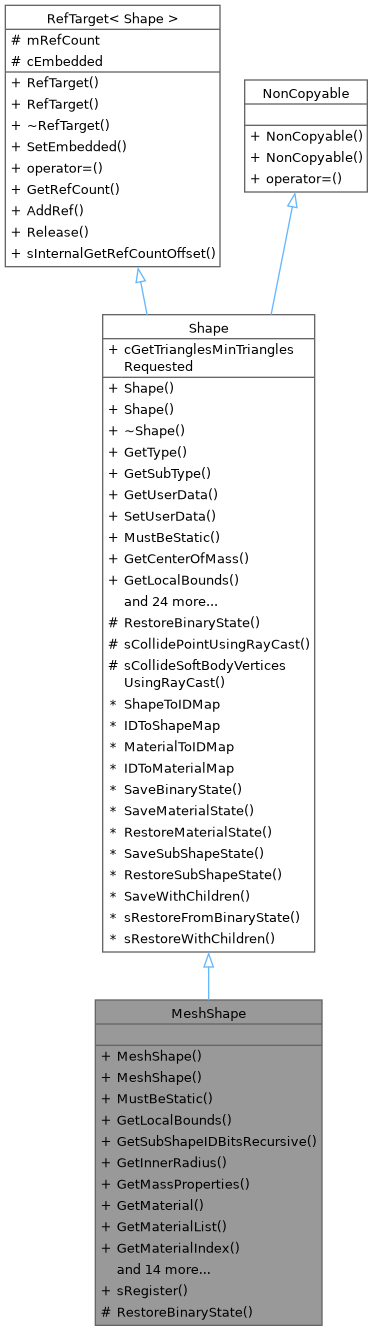 RefTarget< Shape >
# mRefCount
# cEmbedded
+ RefTarget()
+ RefTarget()
+ ~RefTarget()
+ SetEmbedded()
+ operator=()
+ GetRefCount()
+ AddRef()
+ Release()
+ sInternalGetRefCountOffset()
NonCopyable
+ NonCopyable()
+ NonCopyable()
+ operator=()
Shape
+ cGetTrianglesMinTriangles
Requested
+ Shape()
+ Shape()
+ ~Shape()
+ GetType()
+ GetSubType()
+ GetUserData()
+ SetUserData()
+ MustBeStatic()
+ GetCenterOfMass()
+ GetLocalBounds()
and 24 more...
# RestoreBinaryState()
# sCollidePointUsingRayCast()
# sCollideSoftBodyVertices
UsingRayCast()
* ShapeToIDMap
* IDToShapeMap
* MaterialToIDMap
* IDToMaterialMap
* SaveBinaryState()
* SaveMaterialState()
* RestoreMaterialState()
* SaveSubShapeState()
* RestoreSubShapeState()
* SaveWithChildren()
* sRestoreFromBinaryState()
* sRestoreWithChildren()
MeshShape
+ MeshShape()
+ MeshShape()
+ MustBeStatic()
+ GetLocalBounds()
+ GetSubShapeIDBitsRecursive()
+ GetInnerRadius()
+ GetMassProperties()
+ GetMaterial()
+ GetMaterialList()
+ GetMaterialIndex()
and 14 more...
+ sRegister()
# RestoreBinaryState()